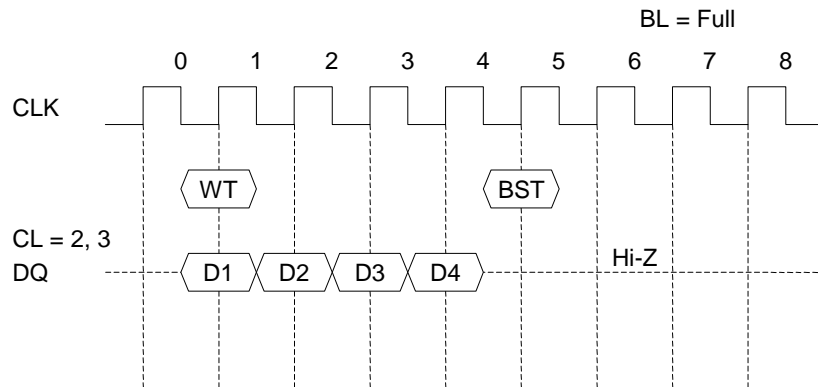 BL = Full
0 1 2 3 4 5 6 7 8
CLK
WT BST
CL = 2, 3
DQ D1 D2 D3 D4 Hi-Z